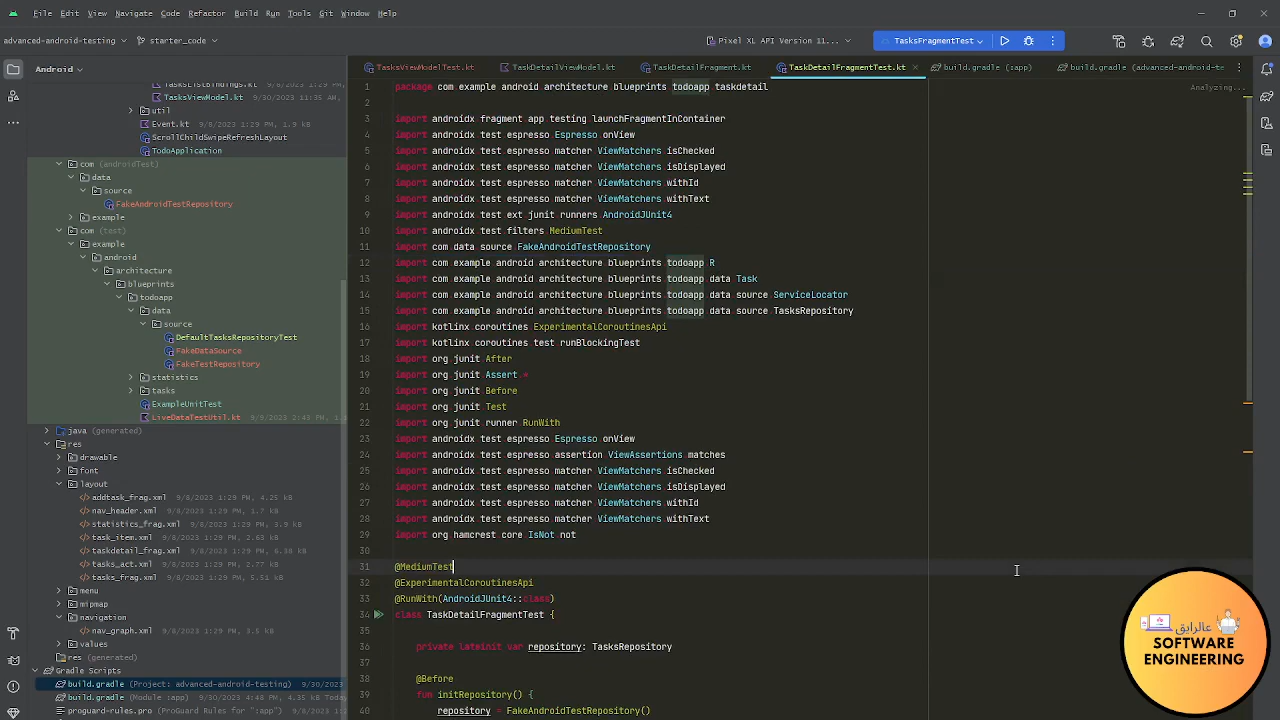 File Edit View Navigate Code Refactor Build Run Tools Git Window Help
advanced-android-testing
starter_code
Pixel XL API Version 11...
TasksFragmentTest
Android
TasksViewModelTest.kt
TaskDetailViewModel.kt
TaskDetailFragment.kt
TaskDetailFragmentTest.kt
build.gradle (:app)
build.gradle (advanced-android-te
TasksListBindings.kt 9/8/2023 1:29 PM,
TasksViewModel.kt 9/30/2023 11:35 AM,
util
Event.kt 9/8/2023 1:29 PM, 1.9 kB
ScrollChildSwipeRefreshLayout
TodoApplication
com (androidTest)
data
source
FakeAndroidTestRepository
example
com (test)
example
android
architecture
blueprints
todoapp
data
source
DefaultTasksRepositoryTest
FakeDataSource
FakeTestRepository
statistics
tasks
ExampleUnitTest
LiveDataTestUtil.kt 9/9/2023 2:43 PM, 1.
java (generated)
res
drawable
font
layout
addtask_frag.xml 9/8/2023 1:29 PM, 4.25 kB
nav_header.xml 9/8/2023 1:29 PM, 1.7 kB
statistics_frag.xml 9/8/2023 1:29 PM, 3.9 kB
task_item.xml 9/8/2023 1:29 PM, 2.63 kB
taskdetail_frag.xml 9/8/2023 1:29 PM, 6.38 kB
tasks_act.xml 9/8/2023 1:29 PM, 2.77 kB
tasks_frag.xml 9/8/2023 1:29 PM, 5.51 kB
menu
mipmap
navigation
nav_graph.xml 9/8/2023 1:29 PM, 3.5 kB
values
res (generated)
Gradle Scripts
build.gradle (Project: advanced-android-testing) 9/30/2023
build.gradle (Module :app) 9/30/2023 4:48 PM, 4.35 kB Today
proguard-rules.pro (ProGuard Rules for ":app") 9/8/2023 1:29
Analyzing...
1 package com example android architecture blueprints todoapp taskdetail
2
3 import androidx fragment app testing launchFragmentInContainer
4 import androidx test espresso Espresso onView
5 import androidx test espresso matcher ViewMatchers isChecked
6 import androidx test espresso matcher ViewMatchers isDisplayed
7 import androidx test espresso matcher ViewMatchers withId
8 import androidx test espresso matcher ViewMatchers withText
9 import androidx test ext junit runners AndroidJUnit4
10 import androidx test filters MediumTest
11 import com data source FakeAndroidTestRepository
12 import com example android architecture blueprints todoapp R
13 import com example android architecture blueprints todoapp data Task
14 import com example android architecture blueprints todoapp data source ServiceLocator
15 import com example android architecture blueprints todoapp data source TasksRepository
16 import kotlinx coroutines ExperimentalCoroutinesApi
17 import kotlinx coroutines test runBlockingTest
18 import org junit After
19 import org junit Assert *
20 import org junit Before
21 import org junit Test
22 import org junit runner RunWith
23 import androidx test espresso Espresso onView
24 import androidx test espresso assertion ViewAssertions matches
25 import androidx test espresso matcher ViewMatchers isChecked
26 import androidx test espresso matcher ViewMatchers isDisplayed
27 import androidx test espresso matcher ViewMatchers withId
28 import androidx test espresso matcher ViewMatchers withText
29 import org hamcrest core IsNot not
30
31 @MediumTest
32 @ExperimentalCoroutinesApi
33 @RunWith(AndroidJUnit4::class)
34 class TaskDetailFragmentTest {
35
36 private lateinit var repository: TasksRepository
37
38 @Before
39 fun initRepository() {
40 repository = FakeAndroidTestRepository()
عالرايق
SOFTWARE
ENGINEERING